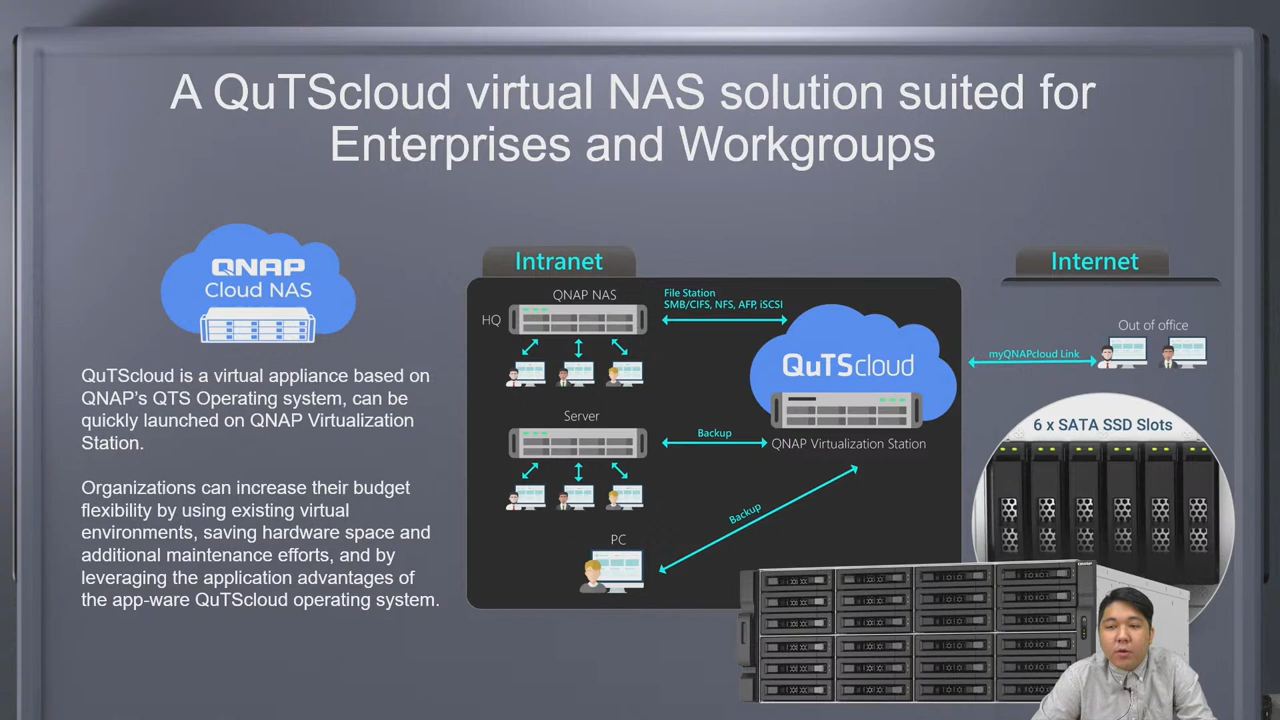 A QuTScloud virtual NAS solution suited for
Enterprises and Workgroups
QNAP
Cloud NAS
QuTScloud is a virtual appliance based on
QNAP's QTS Operating system, can be
quickly launched on QNAP Virtualization
Station.
Organizations can increase their budget
flexibility by using existing virtual
environments, saving hardware space and
additional maintenance efforts, and by
leveraging the application advantages of
the app-ware QuTScloud operating system.
Intranet
QNAP NAS
HQ
File Station
SMB/CIFS, NFS, AFP, iSCSI
QuTScloud
Server
Backup
QNAP Virtualization Station
Backup
PC
Internet
Out of office
myQNAPcloud Link
6 x SATA SSD Slots